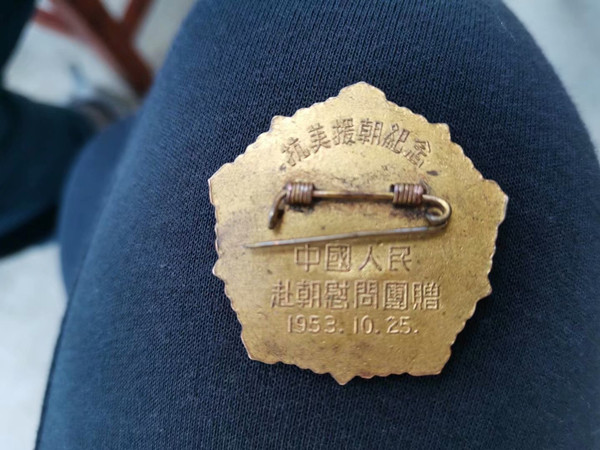 抗美援朝紀念
中國人民
赴朝慰問團贈
1953.10.25.